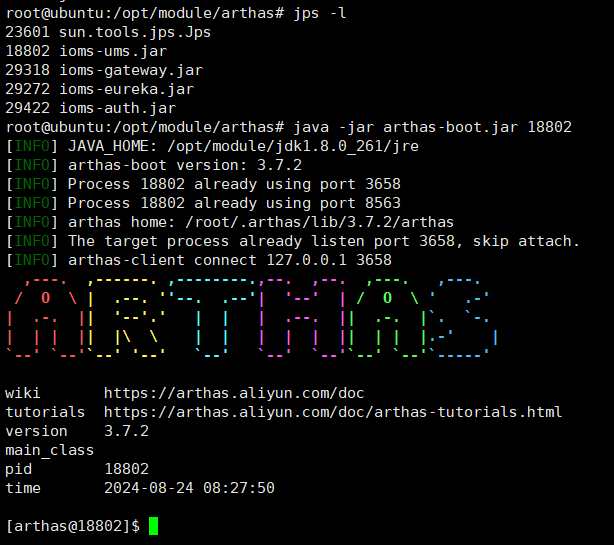 root@ubuntu:/opt/module/arthas# jps -l
23601 sun.tools.jps.Jps
18802 ioms-ums.jar
29318 ioms-gateway.jar
29272 ioms-eureka.jar
29422 ioms-auth.jar
root@ubuntu:/opt/module/arthas# java -jar arthas-boot.jar 18802
[INFO] JAVA_HOME: /opt/module/jdk1.8.0_261/jre
[INFO] arthas-boot version: 3.7.2
[INFO] Process 18802 already using port 3658
[INFO] Process 18802 already using port 8563
[INFO] arthas home: /root/.arthas/lib/3.7.2/arthas
[INFO] The target process already listen port 3658, skip attach.
[INFO] arthas-client connect 127.0.0.1 3658
ARTHAS
wiki       https://arthas.aliyun.com/doc
tutorials  https://arthas.aliyun.com/doc/arthas-tutorials.html
version    3.7.2
main_class
pid        18802
time       2024-08-24 08:27:50
[arthas@18802]$